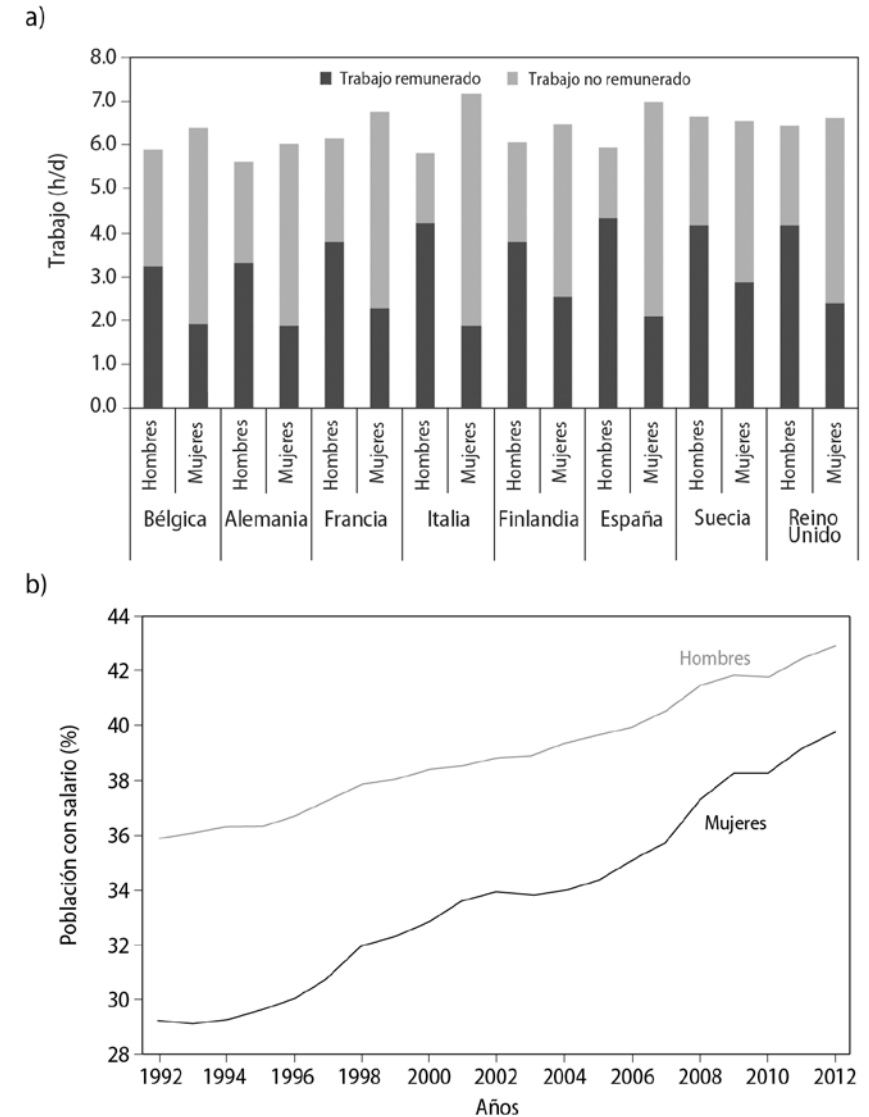 a)
8.0
7.0
6.0
5.0
4.0
3.0
2.0
1.0
0.0
Trabajo (h/d)
Trabajo remunerado Trabajo no remunerado
Hombres Mujeres Hombres Mujeres Hombres Mujeres Hombres Mujeres Hombres Mujeres Hombres Mujeres Hombres Mujeres Hombres Mujeres
Bélgica Alemania Francia Italia Finlandia España Suecia Reino
Unido
b)
44
42
40
38
36
34
32
30
28
Población con salario (%)
Hombres
Mujeres
1992 1994 1996 1998 2000 2002 2004 2006 2008 2010 2012
Años